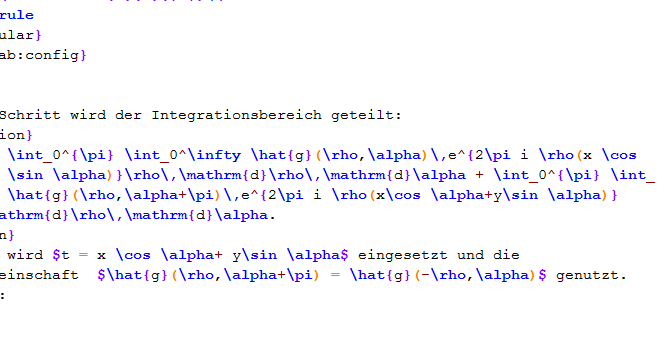 rule
ular}
ab:config}
Schritt wird der Integrationsbereich geteilt:
ion}
\int_0^{\pi} \int_0^\infty \hat{g}(\rho,\alpha)\,e^{2\pi i \rho(x \cos
\sin \alpha)}\rho\,\mathrm{d}\rho\,\mathrm{d}\alpha + \int_0^{\pi} \int_
\hat{g}(\rho,\alpha+\pi)\,e^{2\pi i \rho(x\cos \alpha+y\sin \alpha)}
athrm{d}\rho\,\mathrm{d}\alpha.
n}
wird $t = x \cos \alpha+ y\sin \alpha$ eingesetzt und die
einschaft $\hat{g}(\rho,\alpha+\pi) = \hat{g}(-\rho,\alpha)$ genutzt.
: